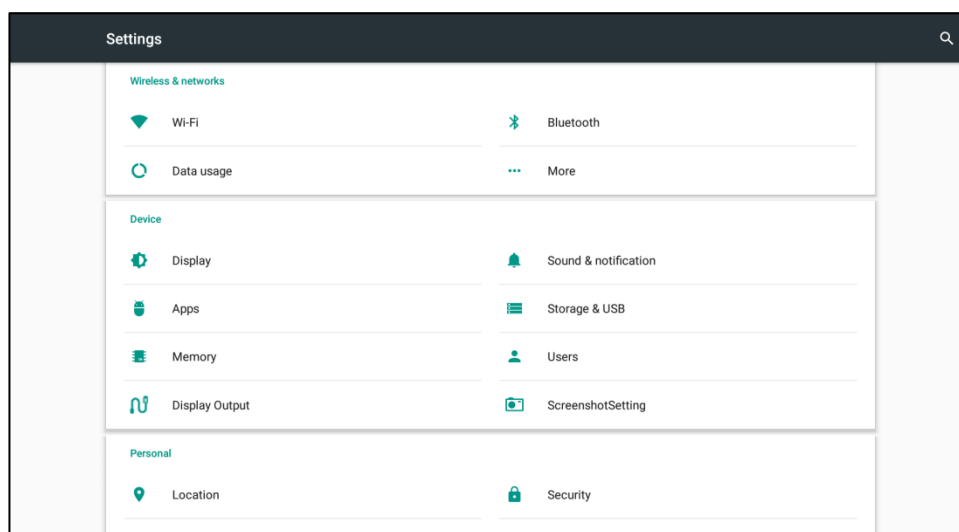 Settings
Wireless & networks
Wi-Fi
Bluetooth
Data usage
More
Device
Display
Sound & notification
Apps
Storage & USB
Memory
Users
Display Output
ScreenshotSetting
Personal
Location
Security